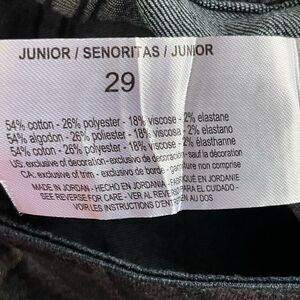 JUNIOR / SENORITAS / JUNIOR
29
54% cotton - 26% polyester - 18% viscose - 2% elastane
54% algodon - 26% poliester - 18% viscosa - 2% elastano
54% coton - 26% polyester - 18% viscose - 2% élasthanne
US: exclusive of decoration - exclusivo de decoración - sauf la décoration
CA: exclusive of trim - exclusivo de borde - garniture non comprise
MADE IN JORDAN - HECHO EN JORDANIA - FABRIQUÉ EN JORDANIE
SEE REVERSE FOR CARE - VER AL REVERSO PARA EL CUIDADO -
VOIR LES INSTRUCTIONS D'ENTRETIEN AU DOS